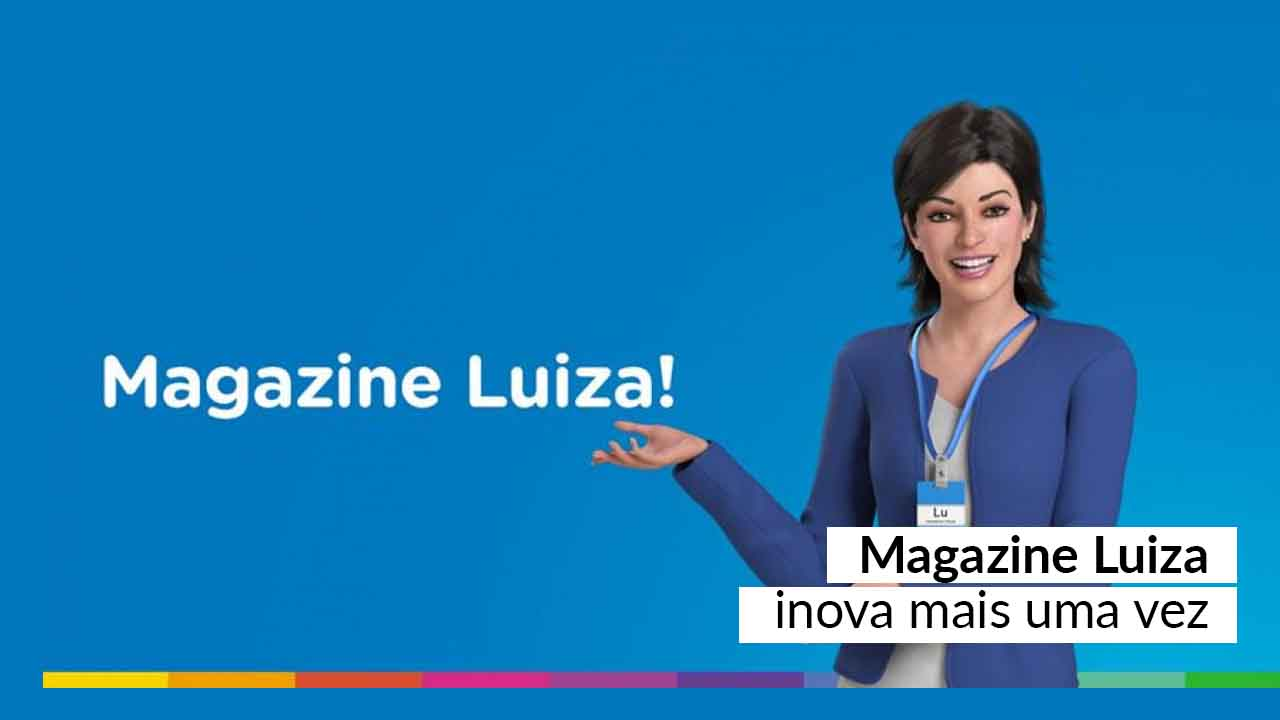 Magazine Luiza!
Lu
Magazine Luiza
inova mais uma vez